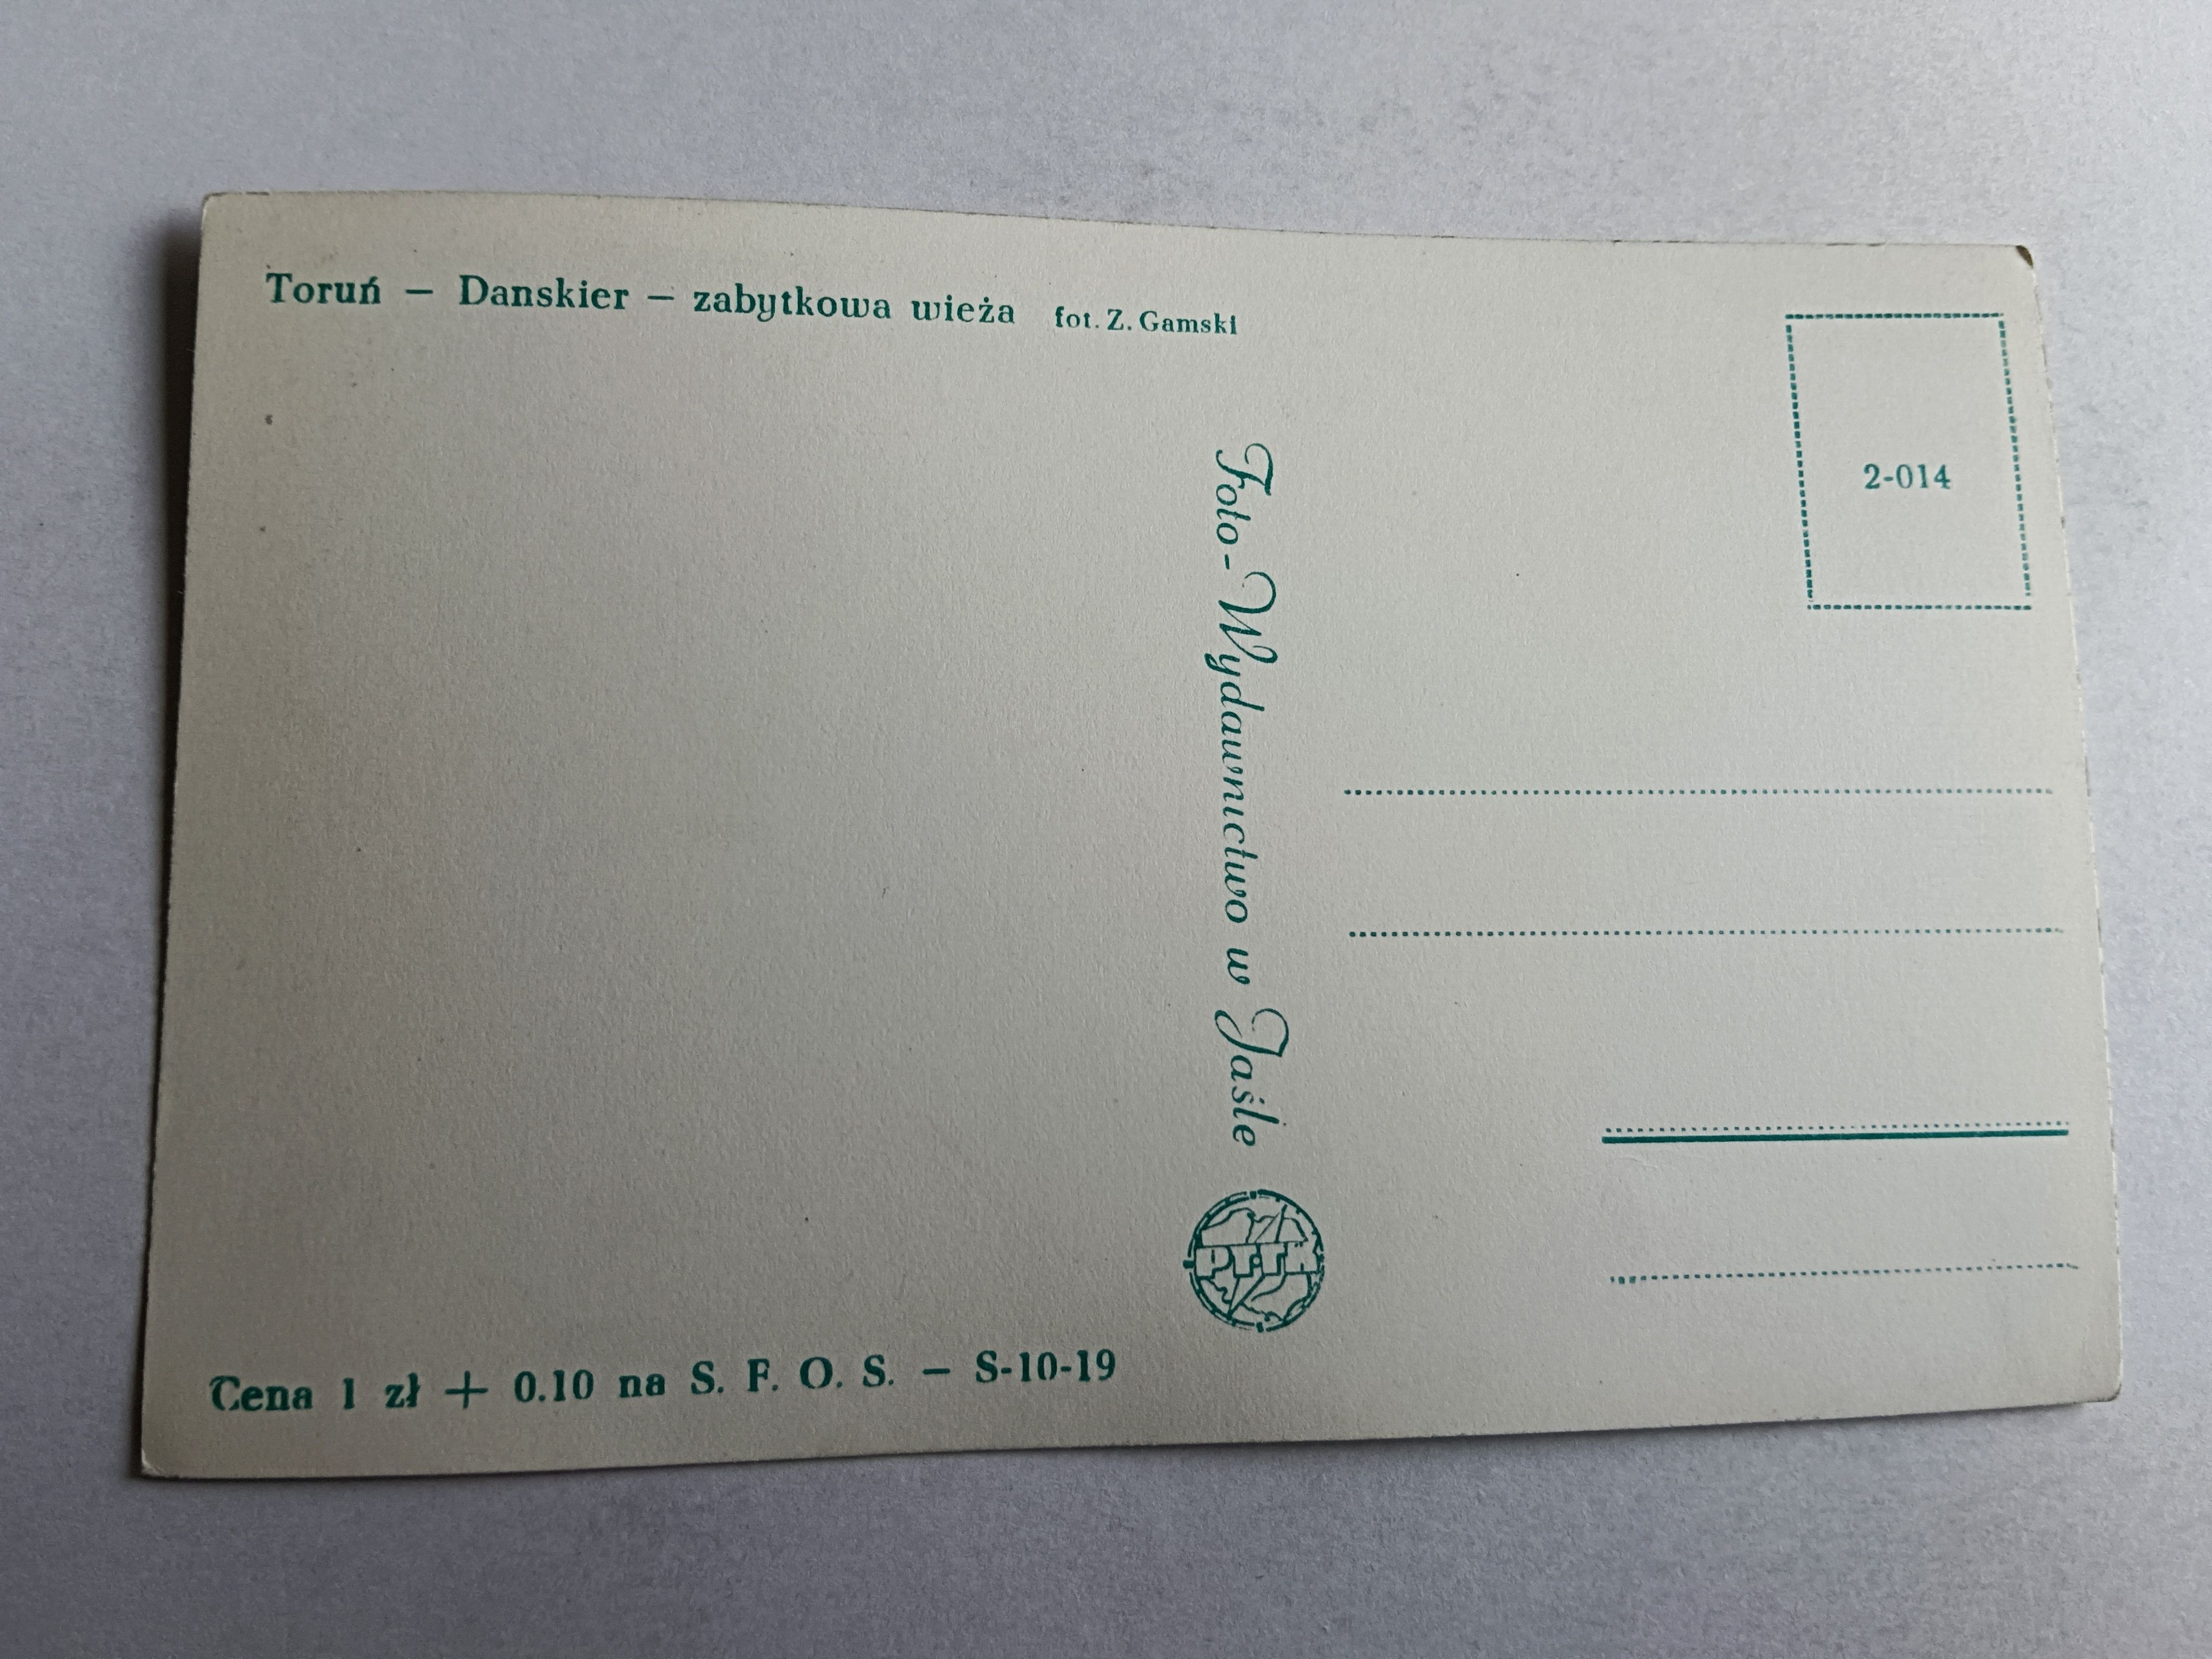 Toruń — Danskier — zabytkowa wieża fot. Z. Gamski
2-014
Foto-Wydawnictwo w Jaśle
PTTK
Cena 1 zł + 0.10 na S. F. O. S. — S-10-19